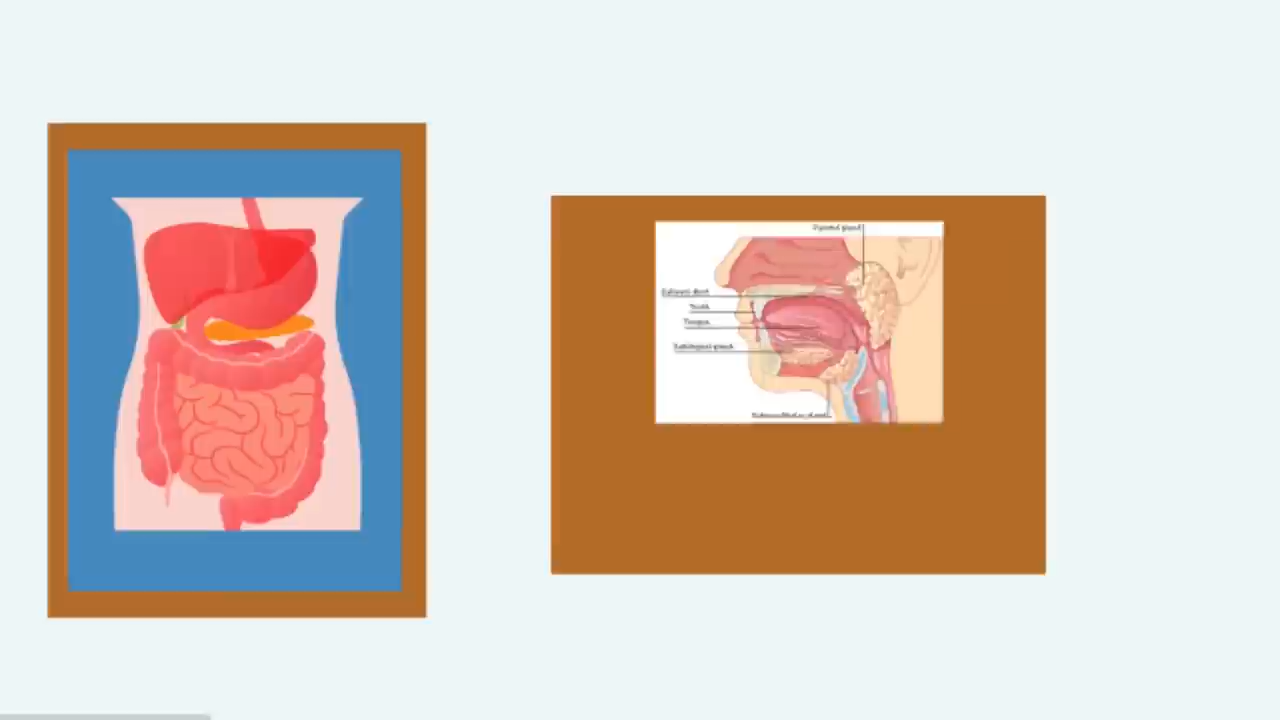 Parotid gland
Salivary duct
Teeth
Tongue
Sublingual gland